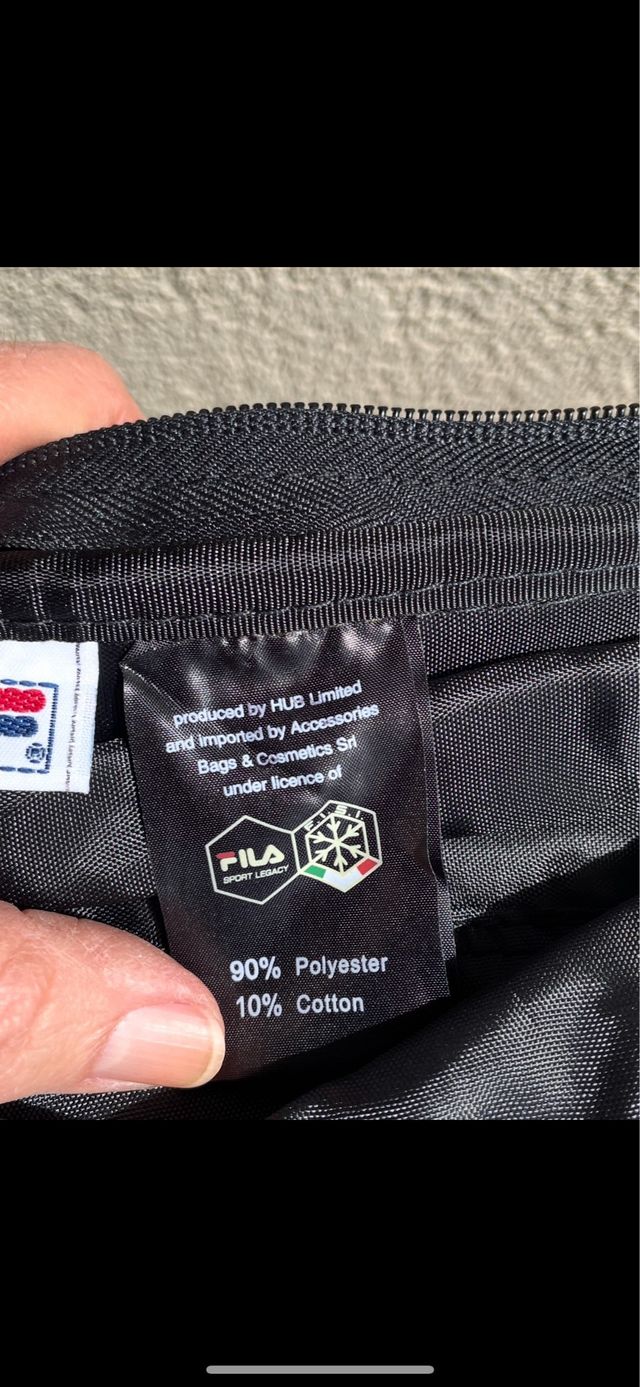 produced by HUB Limited
and imported by Accessories
Bags & Cosmetics Srl
under licence of
FILA
SPORT LEGACY
F.I.S.I.
90% Polyester
10% Cotton